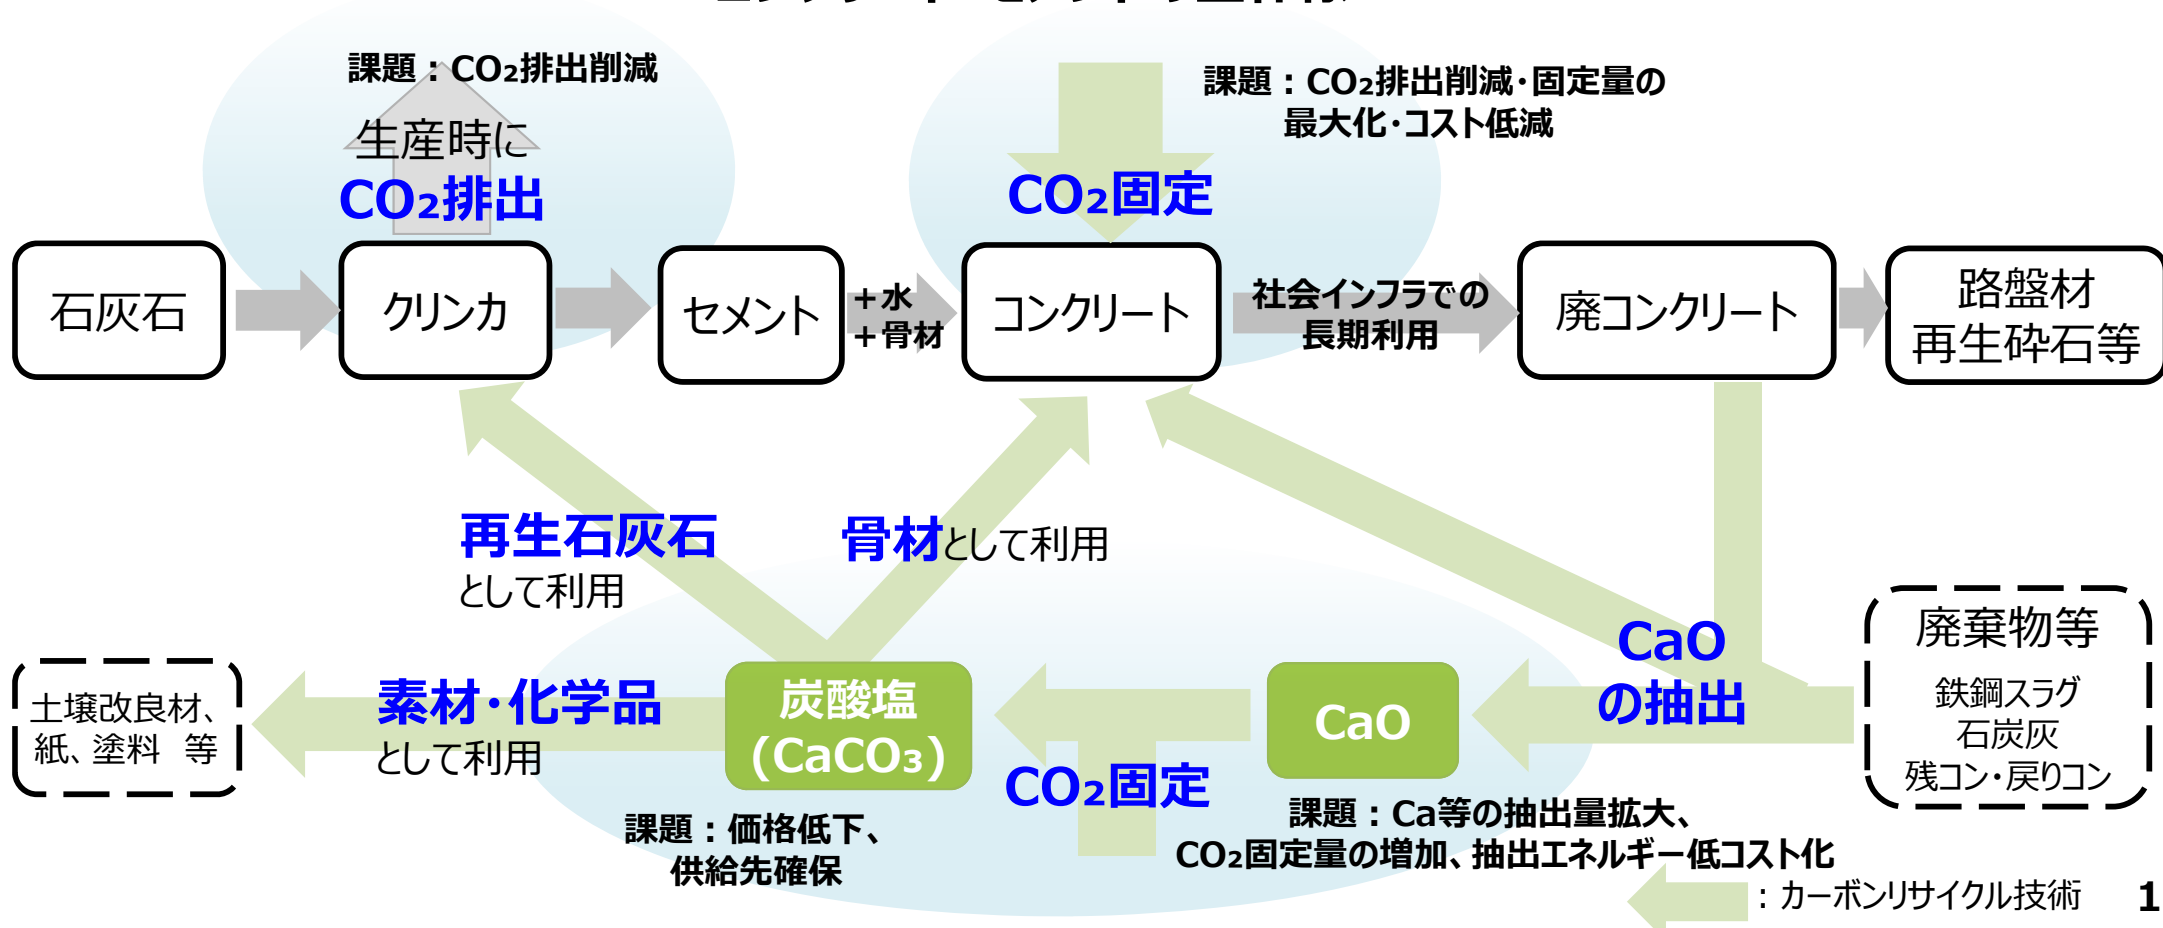 課題：CO₂排出削減
生産時に
CO₂排出
課題：CO₂排出削減・固定量の
最大化・コスト低減
CO₂固定
石灰石
クリンカ
セメント
＋水
＋骨材
コンクリート
社会インフラでの
長期利用
廃コンクリート
路盤材
再生砕石等
再生石灰石
として利用
骨材として利用
CaO
の抽出
廃棄物等
鉄鋼スラグ
石炭灰
残コン・戻りコン
土壌改良材、
紙、塗料　等
素材・化学品
として利用
炭酸塩
(CaCO₃)
CO₂固定
CaO
課題：価格低下、
供給先確保
課題：Ca等の抽出量拡大、
CO₂固定量の増加、抽出エネルギー低コスト化
：カーボンリサイクル技術
1